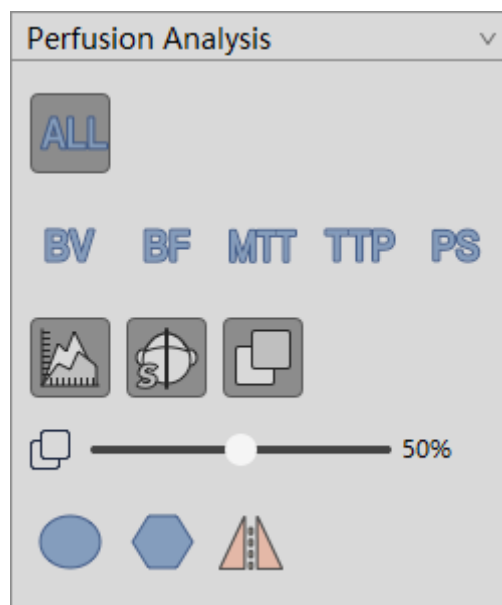 Perfusion Analysis
ALL
BV BF MTT TTP PS
S
50%